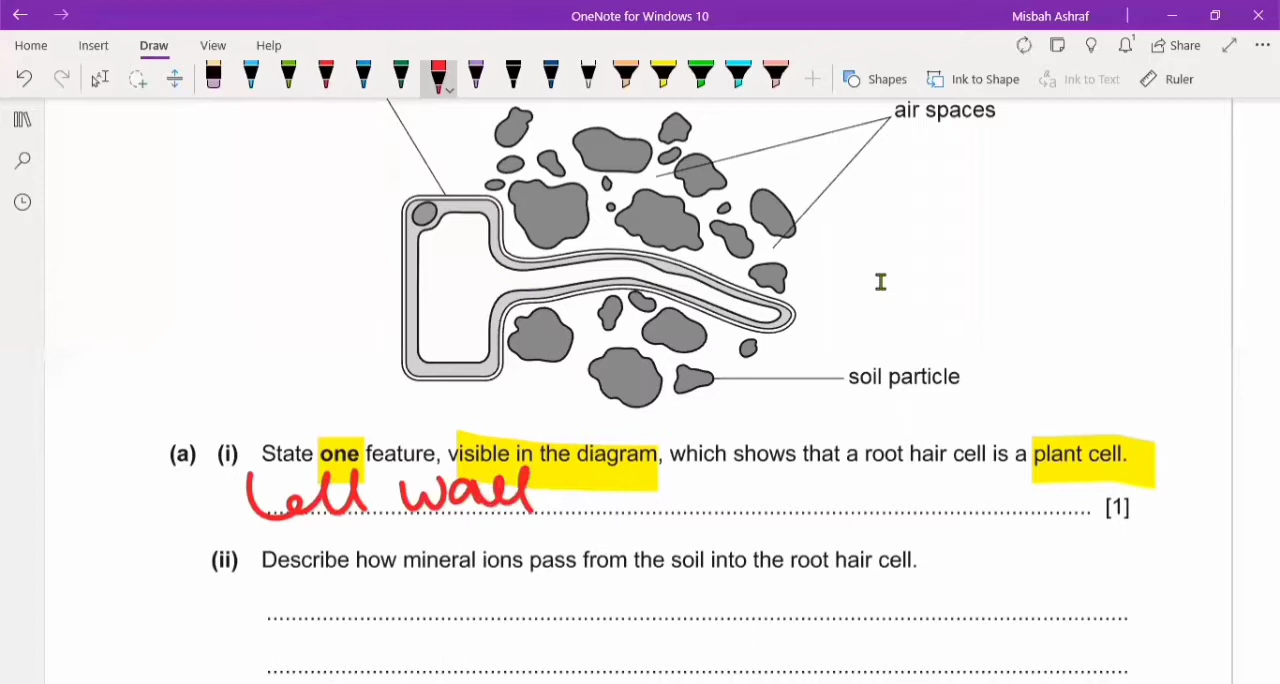 OneNote for Windows 10
Misbah Ashraf
Home Insert Draw View Help
1
Share
Shapes
Ink to Shape
Ink to Text
Ruler
air spaces
soil particle
(a) (i) State one feature, visible in the diagram, which shows that a root hair cell is a plant cell.
Cell wall
[1]
(ii) Describe how mineral ions pass from the soil into the root hair cell.